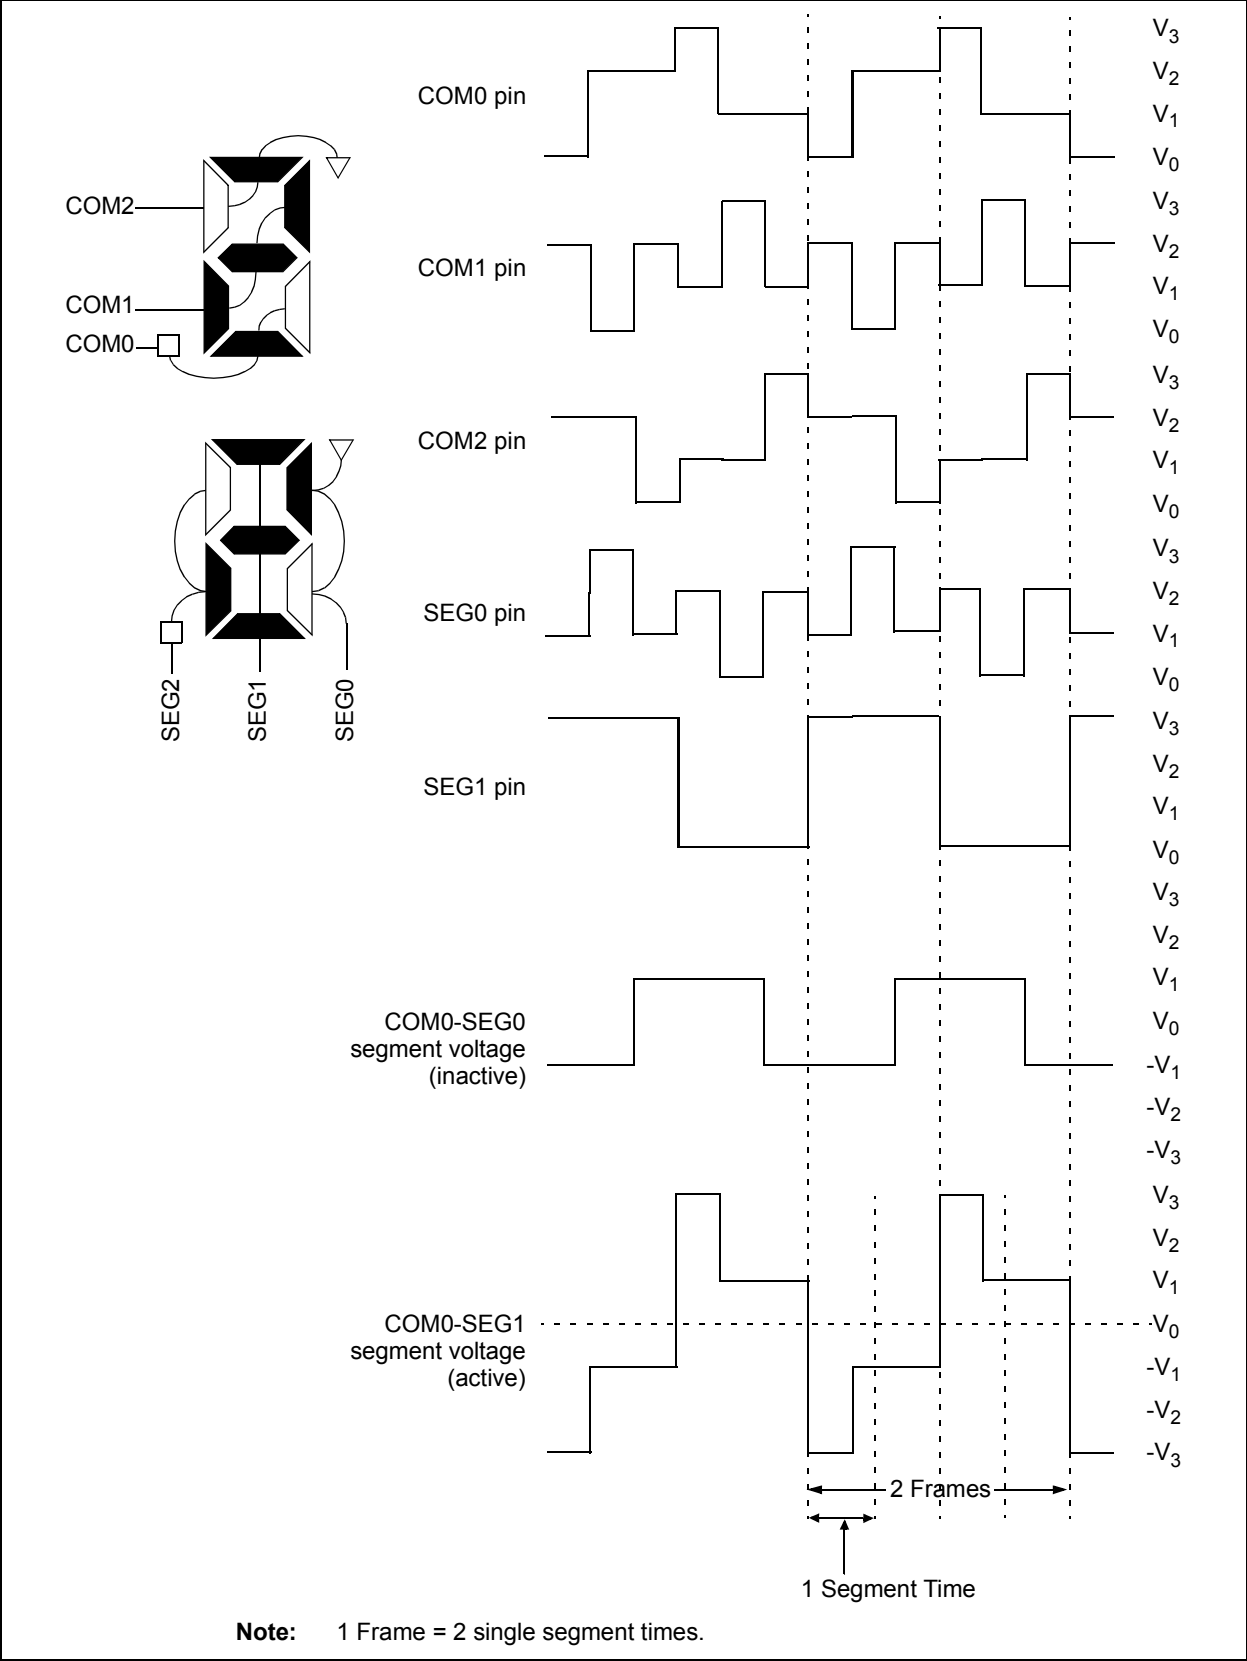 COM0 pin
V3
V2
V1
V0
COM2
COM1
COM0
COM1 pin
V3
V2
V1
V0
COM2 pin
V3
V2
V1
V0
SEG0 pin
V3
V2
V1
V0
SEG2
SEG1
SEG0
SEG1 pin
V3
V2
V1
V0
COM0-SEG0
segment voltage
(inactive)
V3
V2
V1
V0
-V1
-V2
-V3
COM0-SEG1
segment voltage
(active)
V3
V2
V1
V0
-V1
-V2
-V3
2 Frames
1 Segment Time
Note: 1 Frame = 2 single segment times.